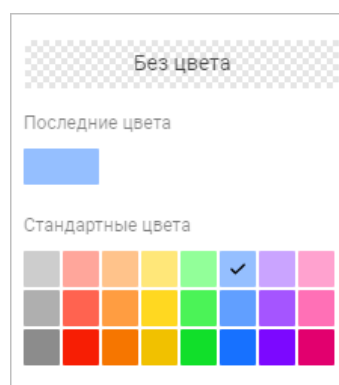 Без цвета
Последние цвета
Стандартные цвета